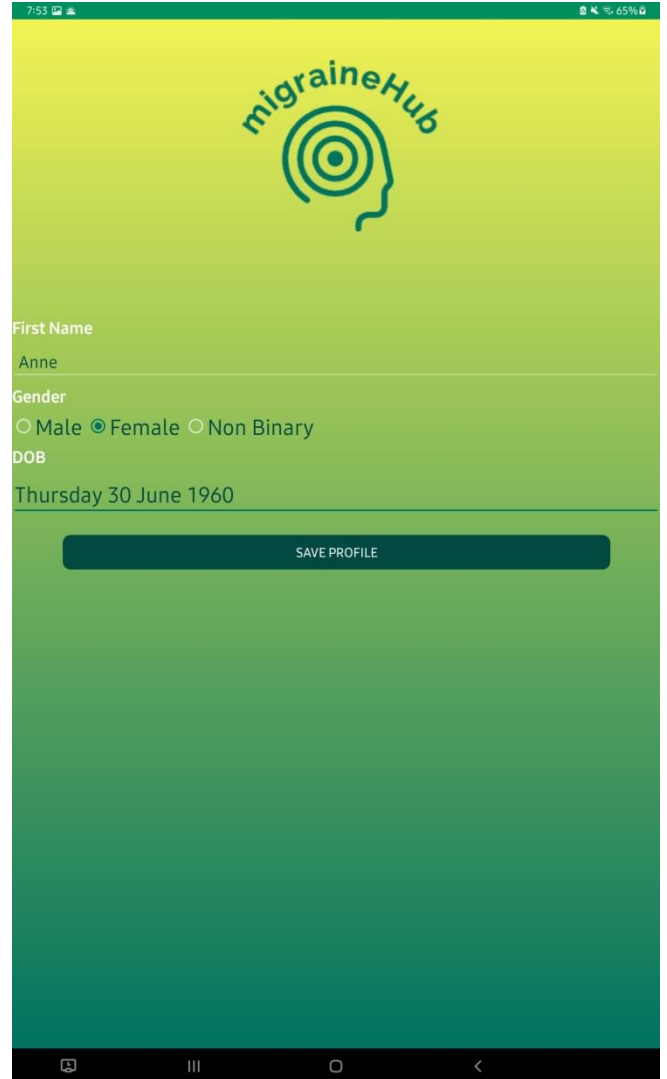 7:53
65%
migraineHub
First Name
Anne
Gender
Male Female Non Binary
DOB
Thursday 30 June 1960
SAVE PROFILE